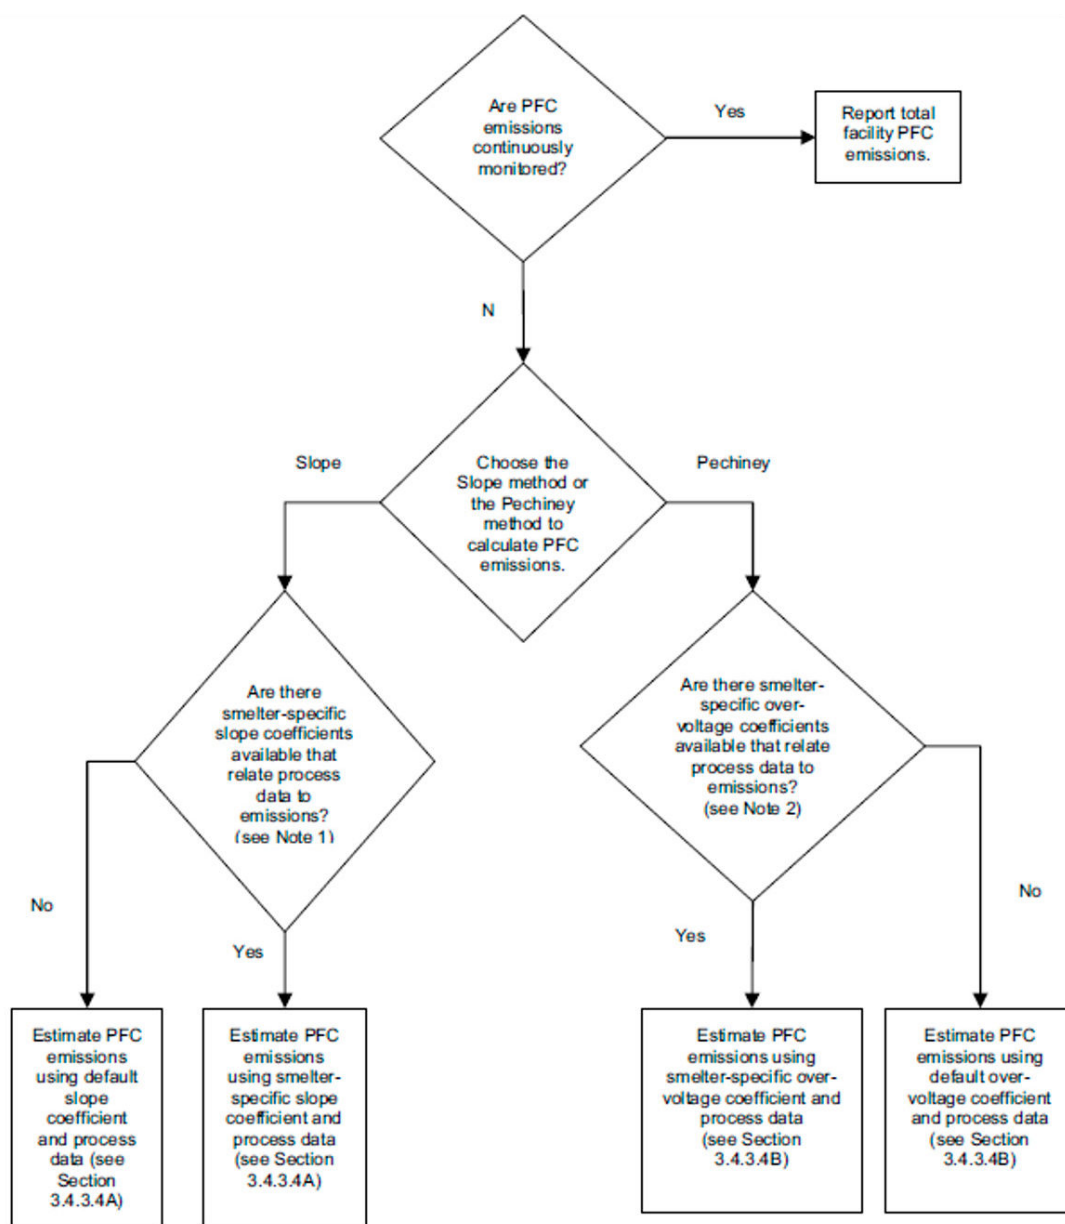 Are PFC
emissions
continuously
monitored?
Yes
Report total
facility PFC
emissions.
N
Slope
Choose the
Slope method or
the Pechiney
method to
calculate PFC
emissions.
Pechiney
Are there
smelter-specific
slope coefficients
available that
relate process
data to
emissions?
(see Note 1)
Are there smelter-
specific over-
voltage coefficients
available that relate
process data to
emissions?
(see Note 2)
No
Yes
Yes
No
Estimate PFC
emissions
using default
slope
coefficient
and process
data (see
Section
3.4.3.4A)
Estimate PFC
emissions
using smelter-
specific slope
coefficient and
process data
(see Section
3.4.3.4A)
Estimate PFC
emissions using
smelter-specific over-
voltage coefficient and
process data
(see Section
3.4.3.4B)
Estimate PFC
emissions using
default over-
voltage coefficient
and process data
(see Section
3.4.3.4B)